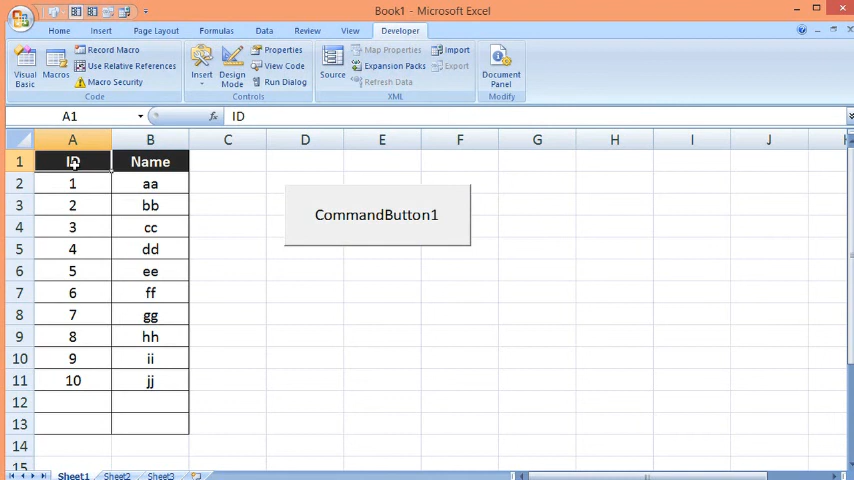 Book1 - Microsoft Excel
Home Insert Page Layout Formulas Data Review View Developer
Visual Basic
Macros
Record Macro
Use Relative References
Macro Security
Code
Insert
Design Mode
Properties
View Code
Run Dialog
Controls
Source
Map Properties
Expansion Packs
Refresh Data
Import
Export
XML
Document Panel
Modify
A1 fx ID
A B C D E F G H I J
1 ID Name
2 1 aa
3 2 bb
4 3 cc
5 4 dd
6 5 ee
7 6 ff
8 7 gg
9 8 hh
10 9 ii
11 10 jj
12
13
14
15
CommandButton1
Sheet1 Sheet2 Sheet3